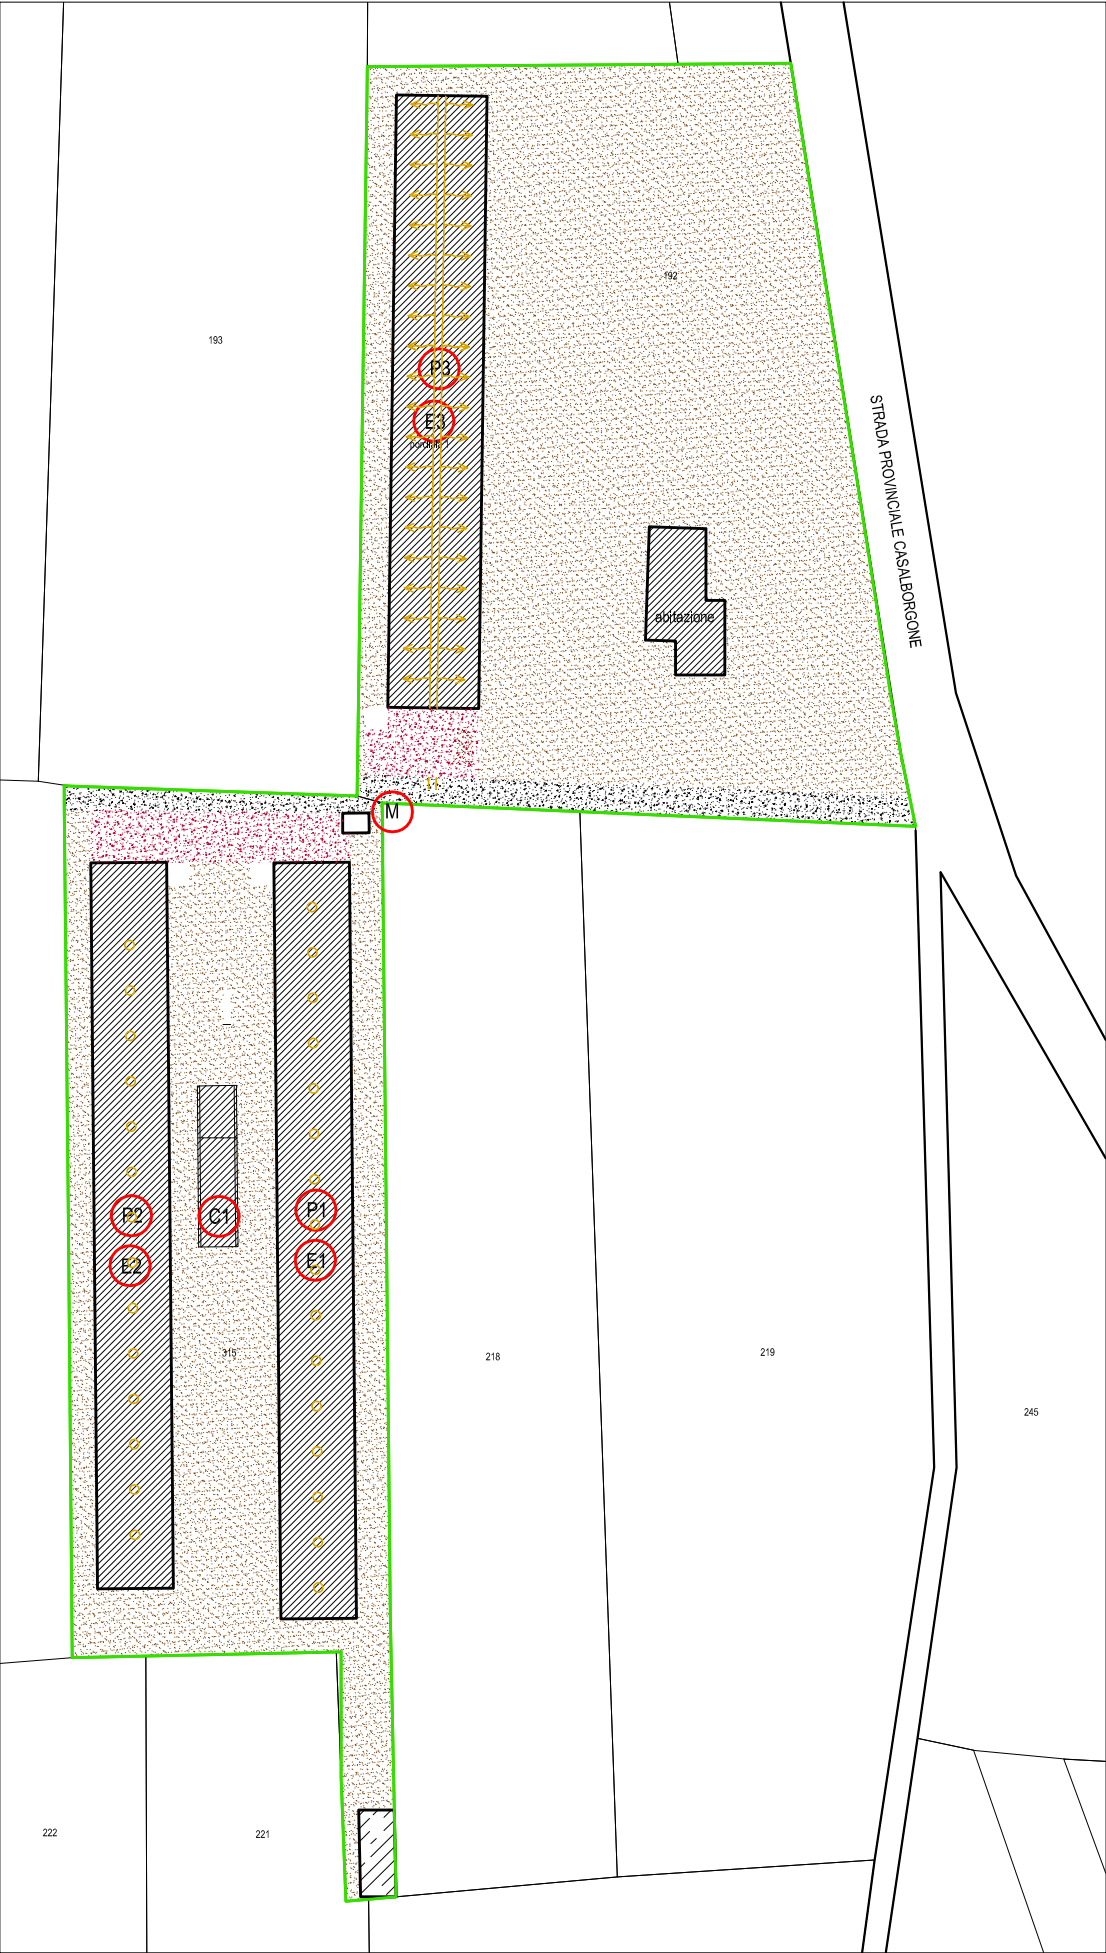 192
193
P3
E3
STRADA PROVINCIALE CASALBORGONE
abitazione
M
P2
C1
P1
E2
E1
315
218
219
245
222
221